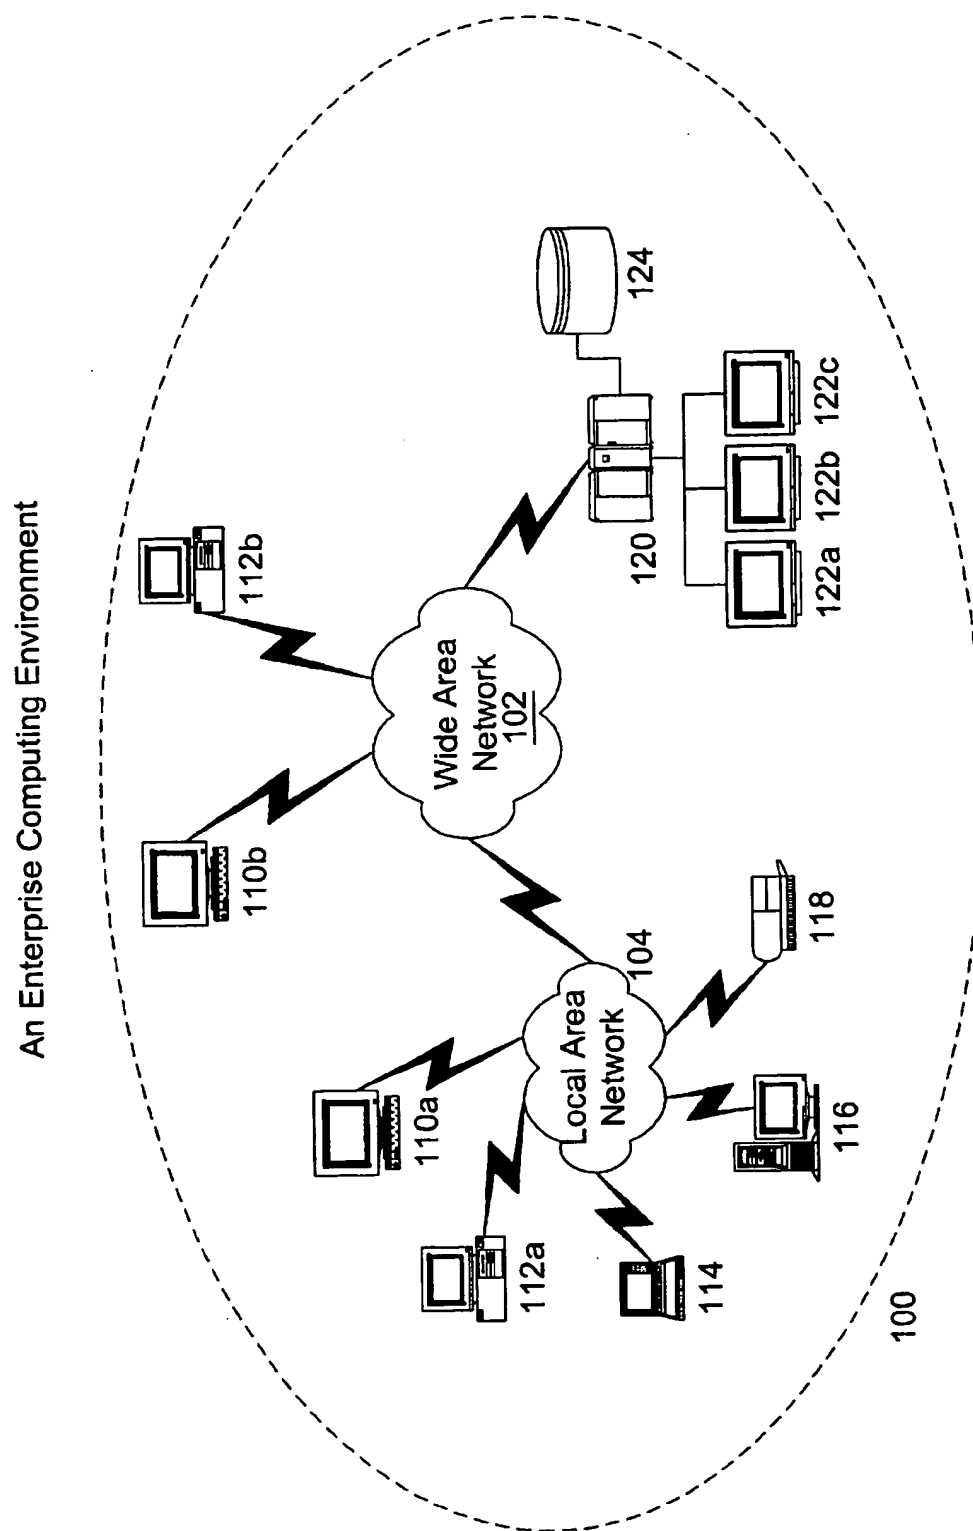 An Enterprise Computing Environment
112b
110b
124
Wide Area
Network
102
120
122a
122b
122c
110a
104
112a
Local Area
Network
118
114
116
100